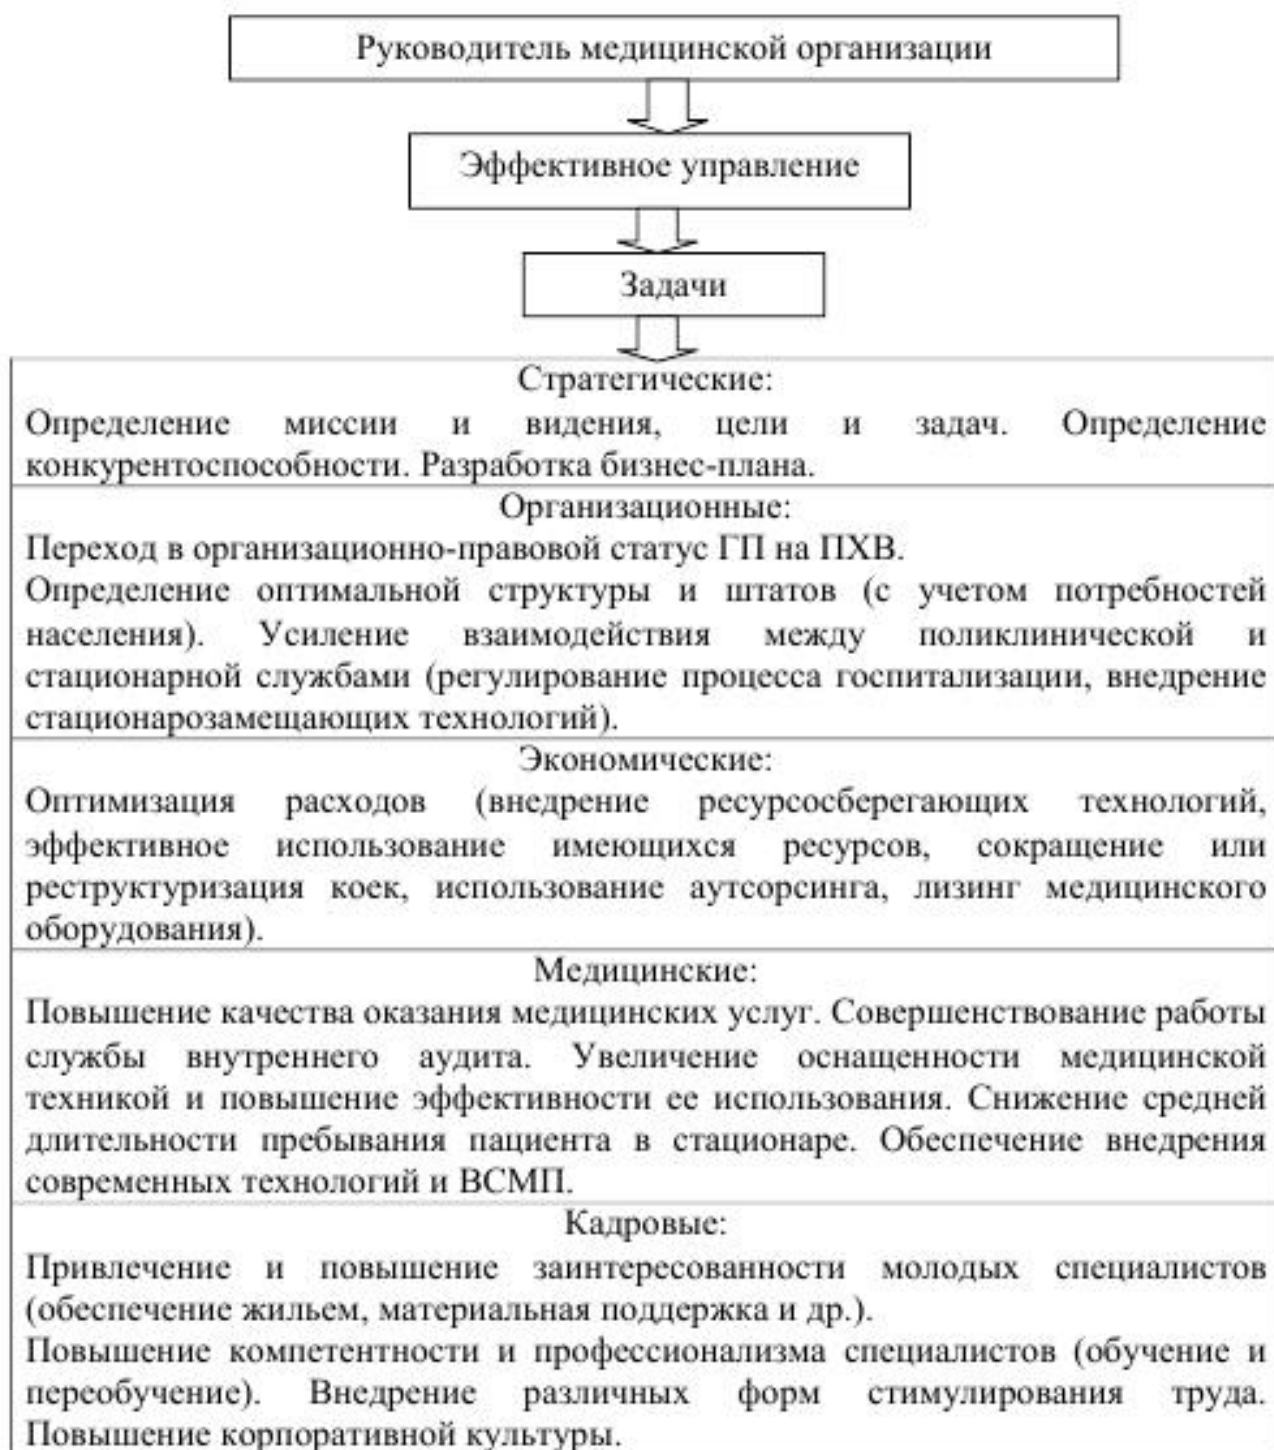 Руководитель медицинской организации
Эффективное управление
Задачи
Стратегические:
Определение миссии и видения, цели и задач. Определение
конкурентоспособности. Разработка бизнес-плана.
Организационные:
Переход в организационно-правовой статус ГП на ПХВ.
Определение оптимальной структуры и штатов (с учетом потребностей
населения). Усиление взаимодействия между поликлинической и
стационарной службами (регулирование процесса госпитализации, внедрение
стационарозамещающих технологий).
Экономические:
Оптимизация расходов (внедрение ресурсосберегающих технологий,
эффективное использование имеющихся ресурсов, сокращение или
реструктуризация коек, использование аутсорсинга, лизинг медицинского
оборудования).
Медицинские:
Повышение качества оказания медицинских услуг. Совершенствование работы
службы внутреннего аудита. Увеличение оснащенности медицинской
техникой и повышение эффективности ее использования. Снижение средней
длительности пребывания пациента в стационаре. Обеспечение внедрения
современных технологий и ВСМП.
Кадровые:
Привлечение и повышение заинтересованности молодых специалистов
(обеспечение жильем, материальная поддержка и др.).
Повышение компетентности и профессионализма специалистов (обучение и
переобучение). Внедрение различных форм стимулирования труда.
Повышение корпоративной культуры.